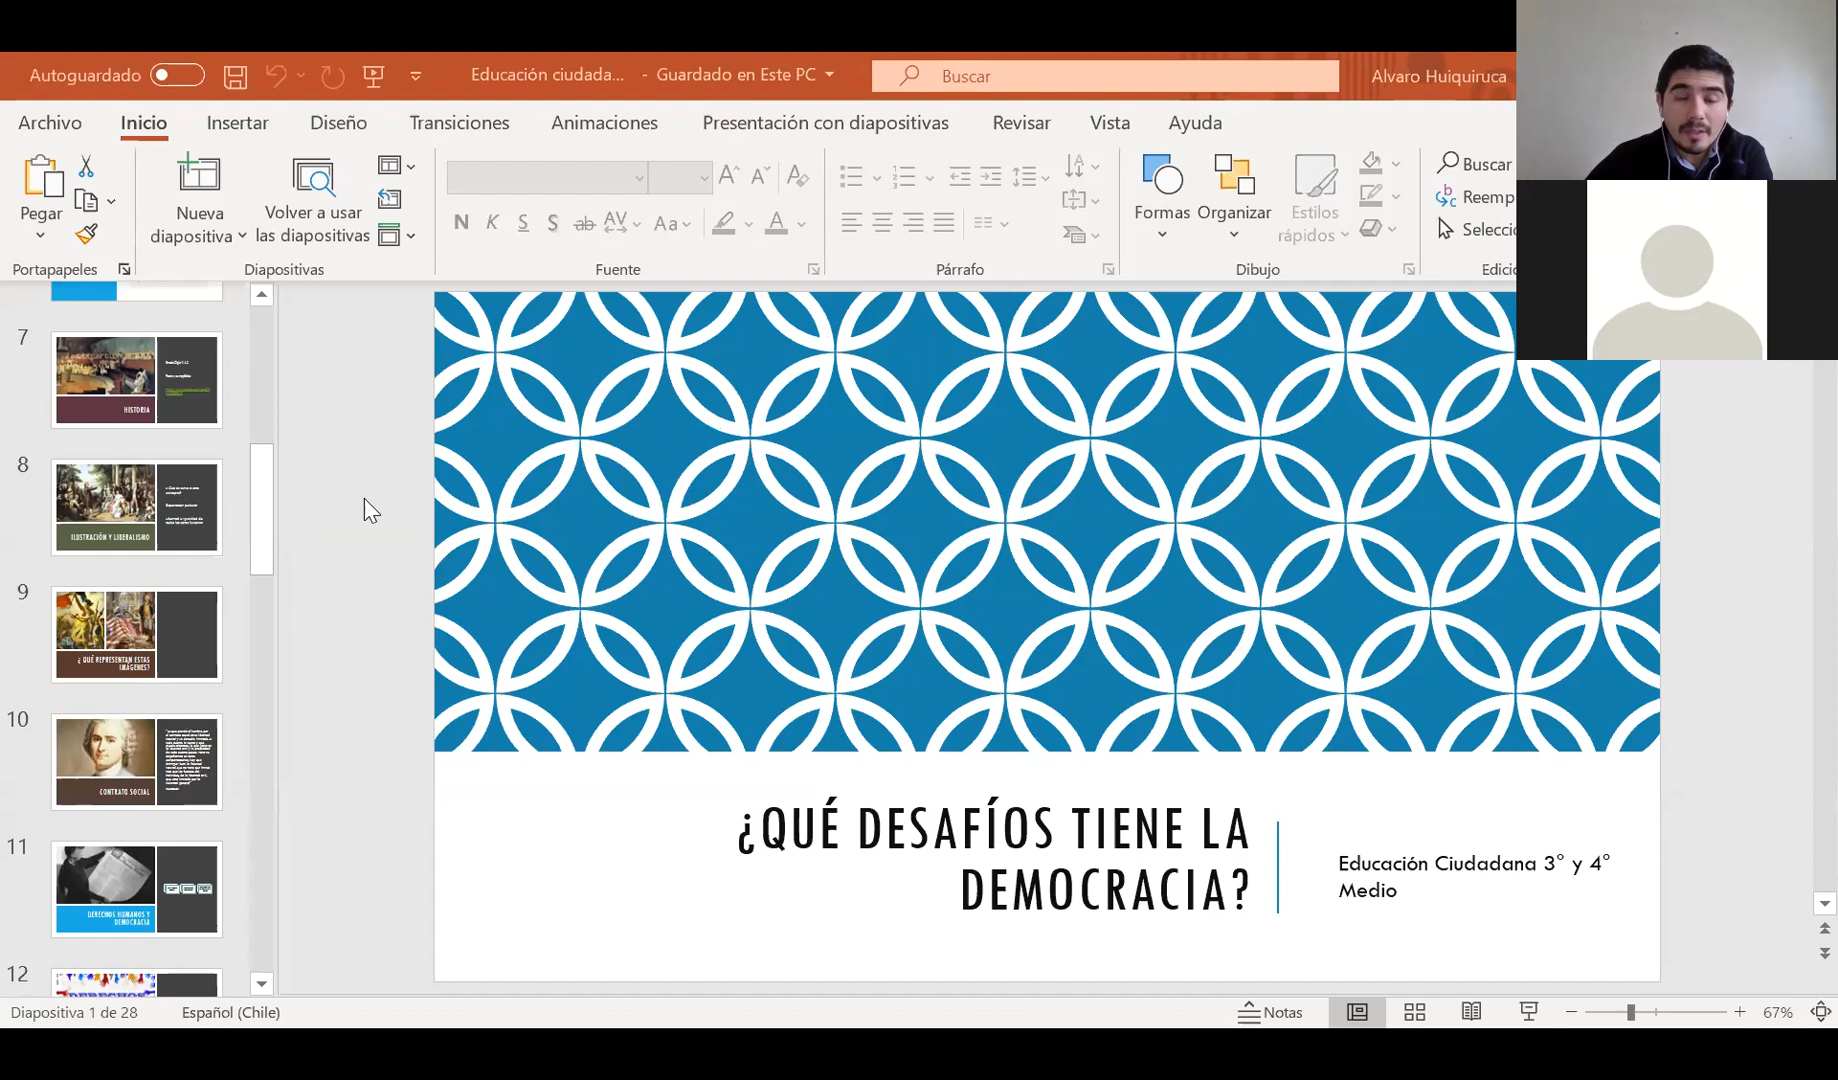 Autoguardado
Educación ciudada... - Guardado en Este PC
Buscar
Alvaro Huiquiruca
Archivo Inicio Insertar Diseño Transiciones Animaciones Presentación con diapositivas Revisar Vista Ayuda
Pegar
Nueva
diapositiva
Volver a usar
las diapositivas
N K S S ab AV Aa A
Formas
Organizar
Estilos
rápidos
Buscar
Reemp
Selecci
Portapapeles Diapositivas Fuente Párrafo Dibujo Edici
7
HISTORIA
8
ILUSTRACIÓN Y LIBERALISMO
9
¿ QUÉ REPRESENTAN ESTAS
IMÁGENES?
10
CONTRATO SOCIAL
11
DERECHOS HUMANOS Y
DEMOCRACIA
12
DERECHOS
¿QUÉ DESAFÍOS TIENE LA
DEMOCRACIA?
Educación Ciudadana 3° y 4°
Medio
Diapositiva 1 de 28
Español (Chile)
Notas
67%